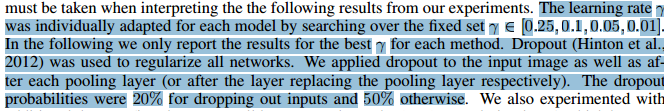 must be taken when interpreting the the following results from our experiments. The learning rate γ
was individually adapted for each model by searching over the fixed set γ ∈ [0.25, 0.1, 0.05, 0.01].
In the following we only report the results for the best γ for each method. Dropout (Hinton et al.,
2012) was used to regularize all networks. We applied dropout to the input image as well as af-
ter each pooling layer (or after the layer replacing the pooling layer respectively). The dropout
probabilities were 20% for dropping out inputs and 50% otherwise. We also experimented with